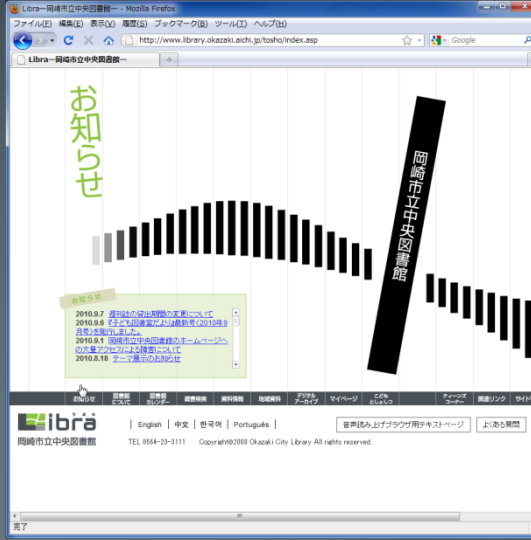 Libra―岡崎市立中央図書館― - Mozilla Firefox
ファイル(F) 編集(E) 表示(V) 履歴(S) ブックマーク(B) ツール(T) ヘルプ(H)
http://www.library.okazaki.aichi.jp/tosho/index.asp
Google
Libra―岡崎市立中央図書館―
お知らせ
岡崎市立中央図書館
お知らせ
2010.9.7 週刊誌の貸出期間の変更について
2010.9.6 『子ども図書室だより』最新号(2010年9
月号)を発行しました。
2010.9.1 岡崎市立中央図書館のホームページへ
の大量アクセスによる障害について
2010.8.18 テーマ展示のお知らせ
お知らせ 図書館について 図書館カレンダー 蔵書検索 資料情報 地域資料 デジタルアーカイブ マイページ こどもとしょしつ ティーンズコーナー 関連リンク サイト
Libra
岡崎市立中央図書館
English | 中文 | 한국어 | Português
音声読み上げブラウザ用テキストページ よくある質問
TEL 0564-23-3111 Copyright©2008 Okazaki City Library All rights reserved.
完了